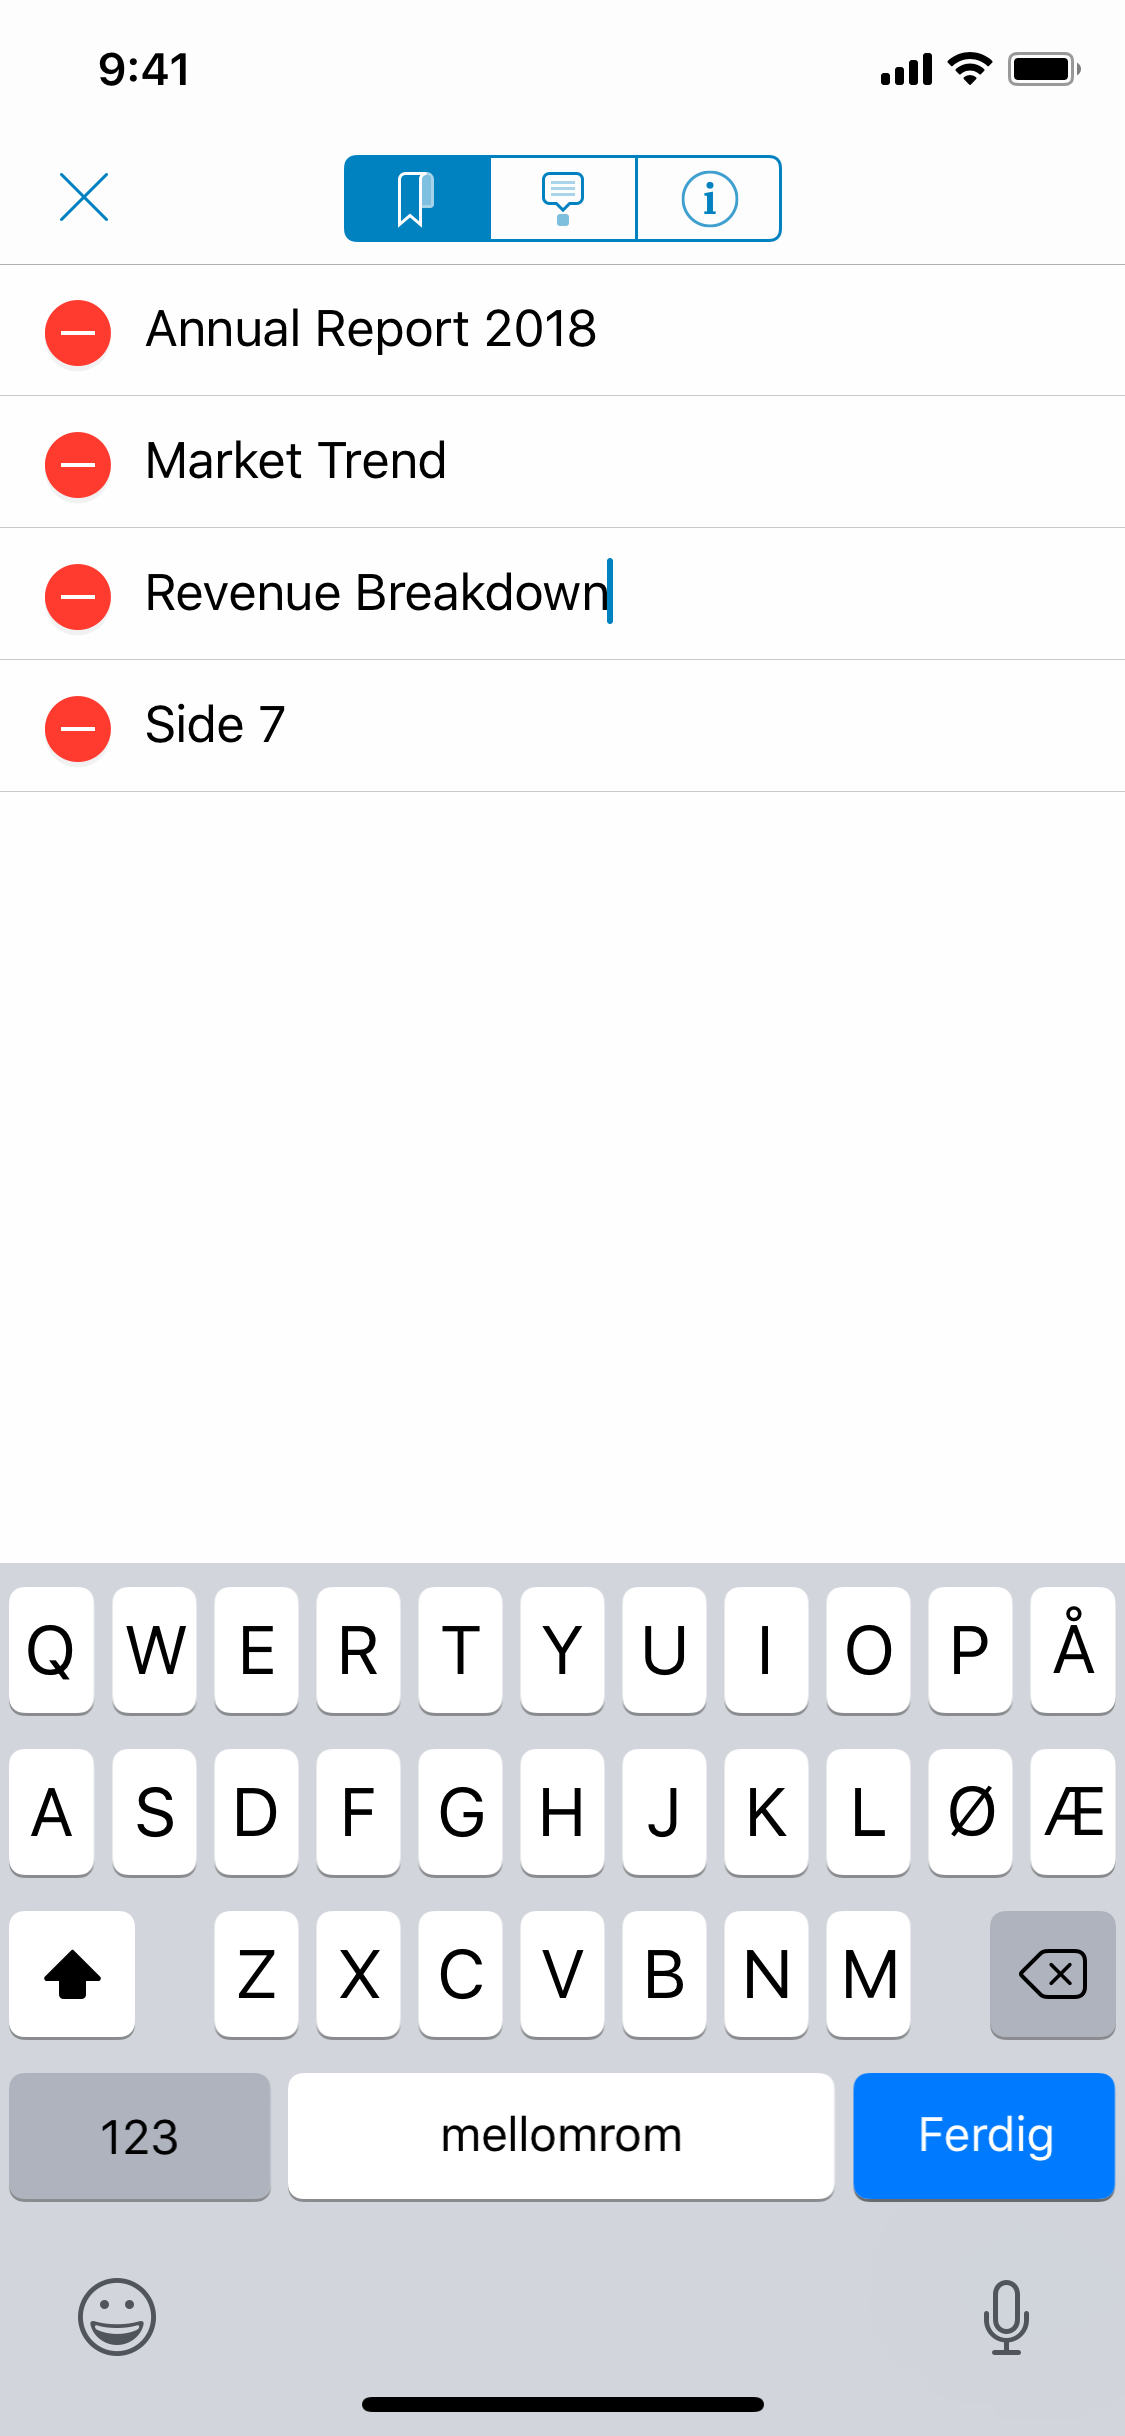 9:41
Annual Report 2018
Market Trend
Revenue Breakdown
Side 7
Q W E R T Y U I O P Å
A S D F G H J K L Ø Æ
Z X C V B N M
123 mellomrom Ferdig